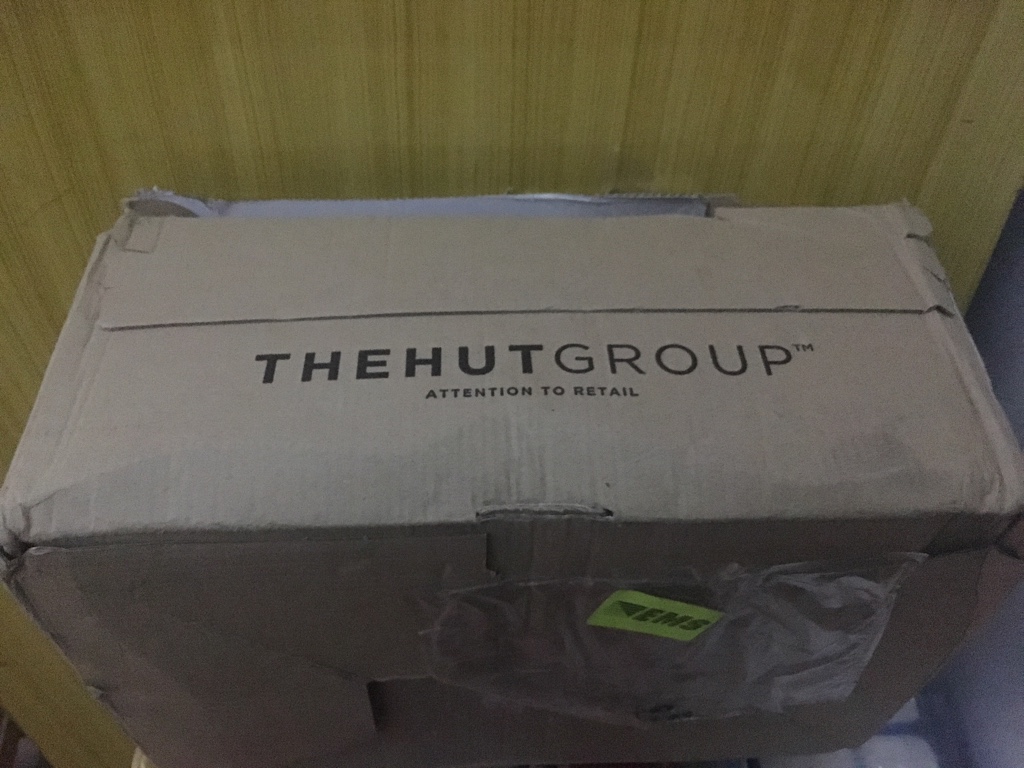 THEHUTGROUP™
ATTENTION TO RETAIL
EMS